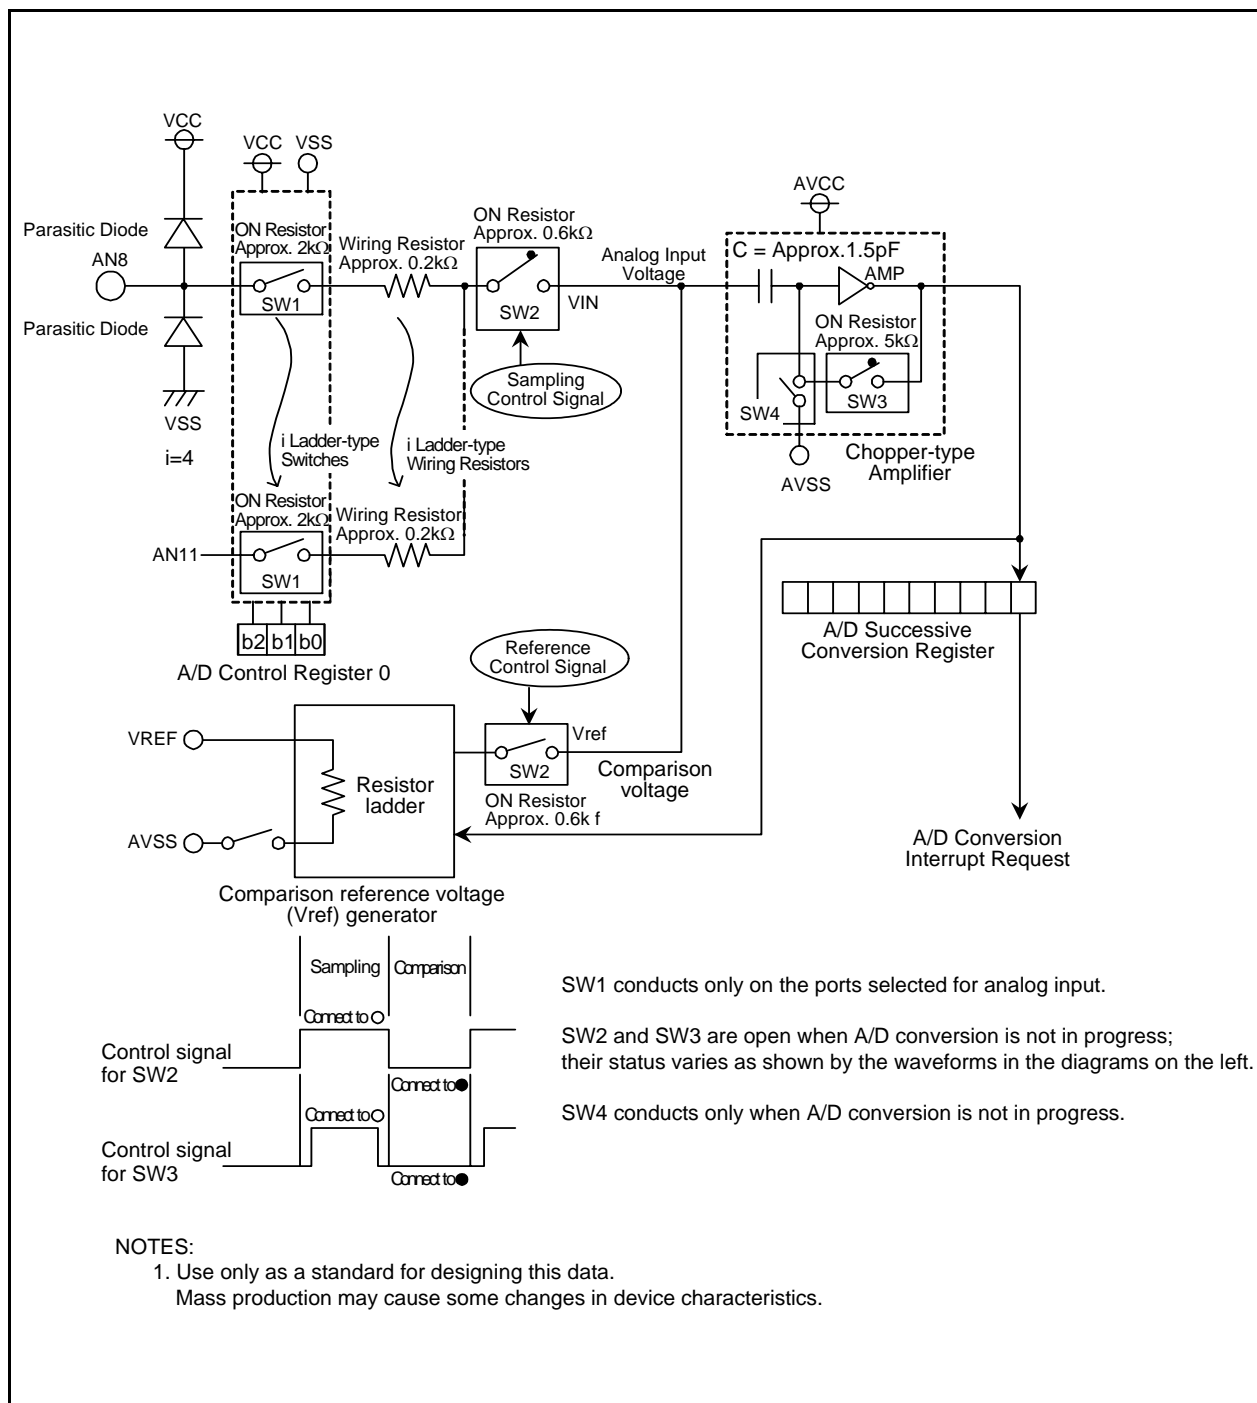 VCC
VCC VSS
AVCC
Parasitic Diode
AN8
Parasitic Diode
VSS
i=4
ON Resistor
Approx. 2kΩ
SW1
Wiring Resistor
Approx. 0.2kΩ
ON Resistor
Approx. 0.6kΩ
SW2
VIN
Analog Input
Voltage
Sampling
Control Signal
C = Approx.1.5pF
AMP
ON Resistor
Approx. 5kΩ
SW3
SW4
AVSS
Chopper-type
Amplifier
i Ladder-type
Switches
i Ladder-type
Wiring Resistors
ON Resistor
Approx. 2kΩ
AN11
SW1
Wiring Resistor
Approx. 0.2kΩ
b2 b1 b0
A/D Control Register 0
A/D Successive
Conversion Register
Reference
Control Signal
VREF
AVSS
Resistor
ladder
Vref
SW2
ON Resistor
Approx. 0.6k f
Comparison
voltage
A/D Conversion
Interrupt Request
Comparison reference voltage
(Vref) generator
Sampling Comparison
Connect to ○
Control signal
for SW2
Connect to ●
Connect to ○
Control signal
for SW3
Connect to ●
SW1 conducts only on the ports selected for analog input.
SW2 and SW3 are open when A/D conversion is not in progress;
their status varies as shown by the waveforms in the diagrams on the left.
SW4 conducts only when A/D conversion is not in progress.
NOTES:
1. Use only as a standard for designing this data.
Mass production may cause some changes in device characteristics.